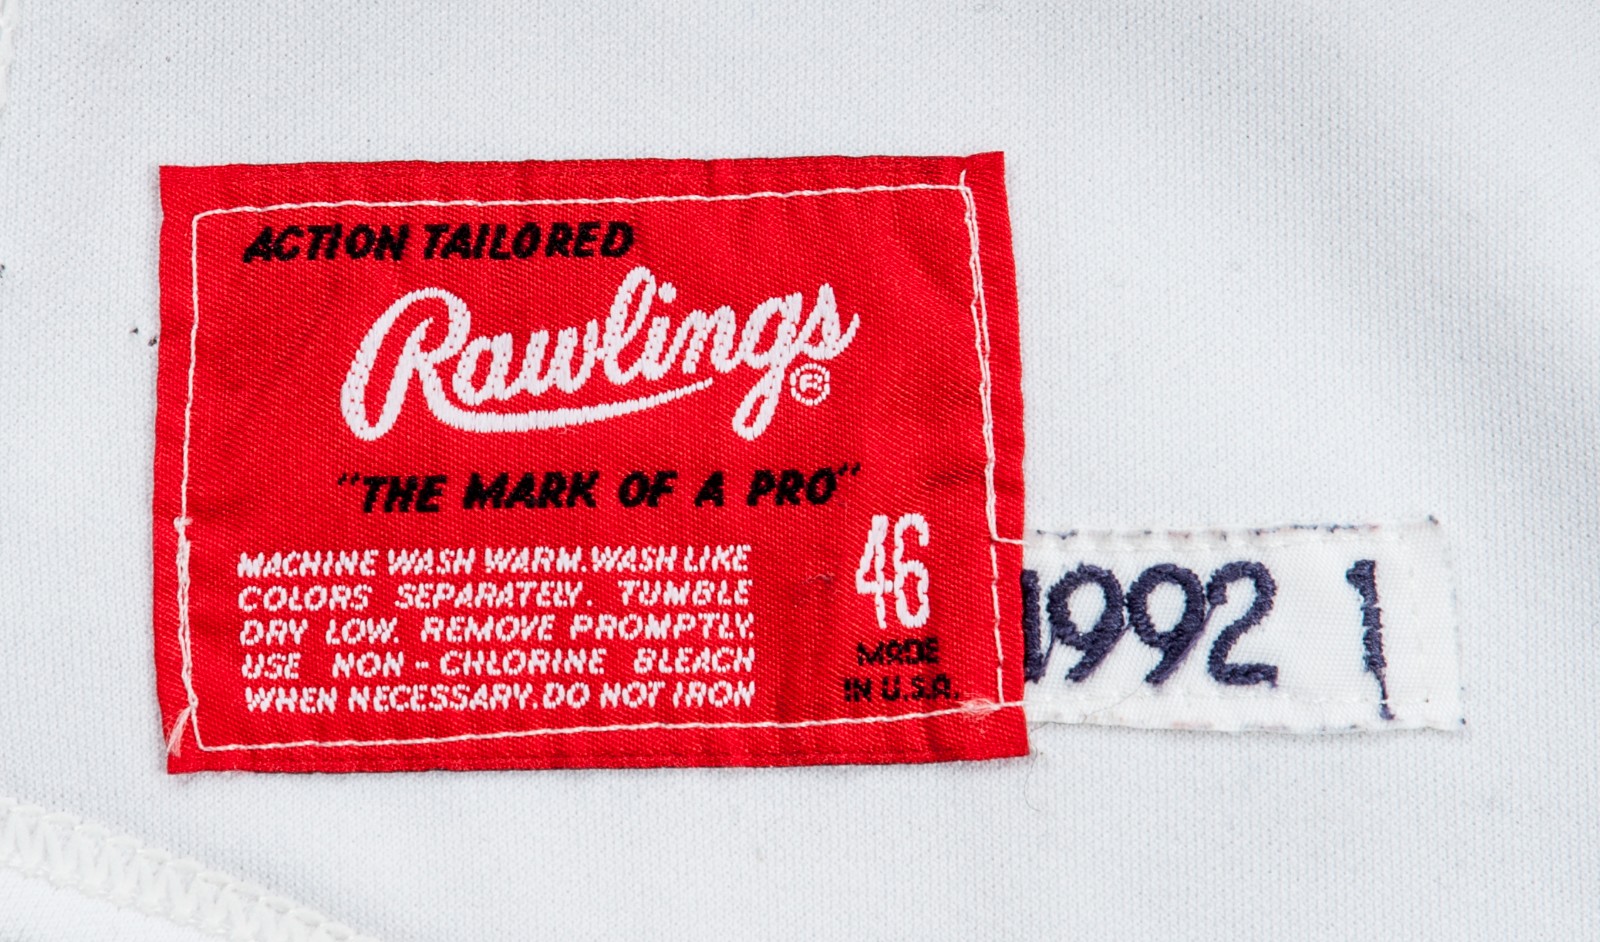 ACTION TAILORED
Rawlings®
"THE MARK OF A PRO"
MACHINE WASH WARM. WASH LIKE
COLORS SEPARATELY. TUMBLE
DRY LOW. REMOVE PROMPTLY.
USE NON-CHLORINE BLEACH
WHEN NECESSARY. DO NOT IRON
46
MADE
IN U.S.A.
1992 1